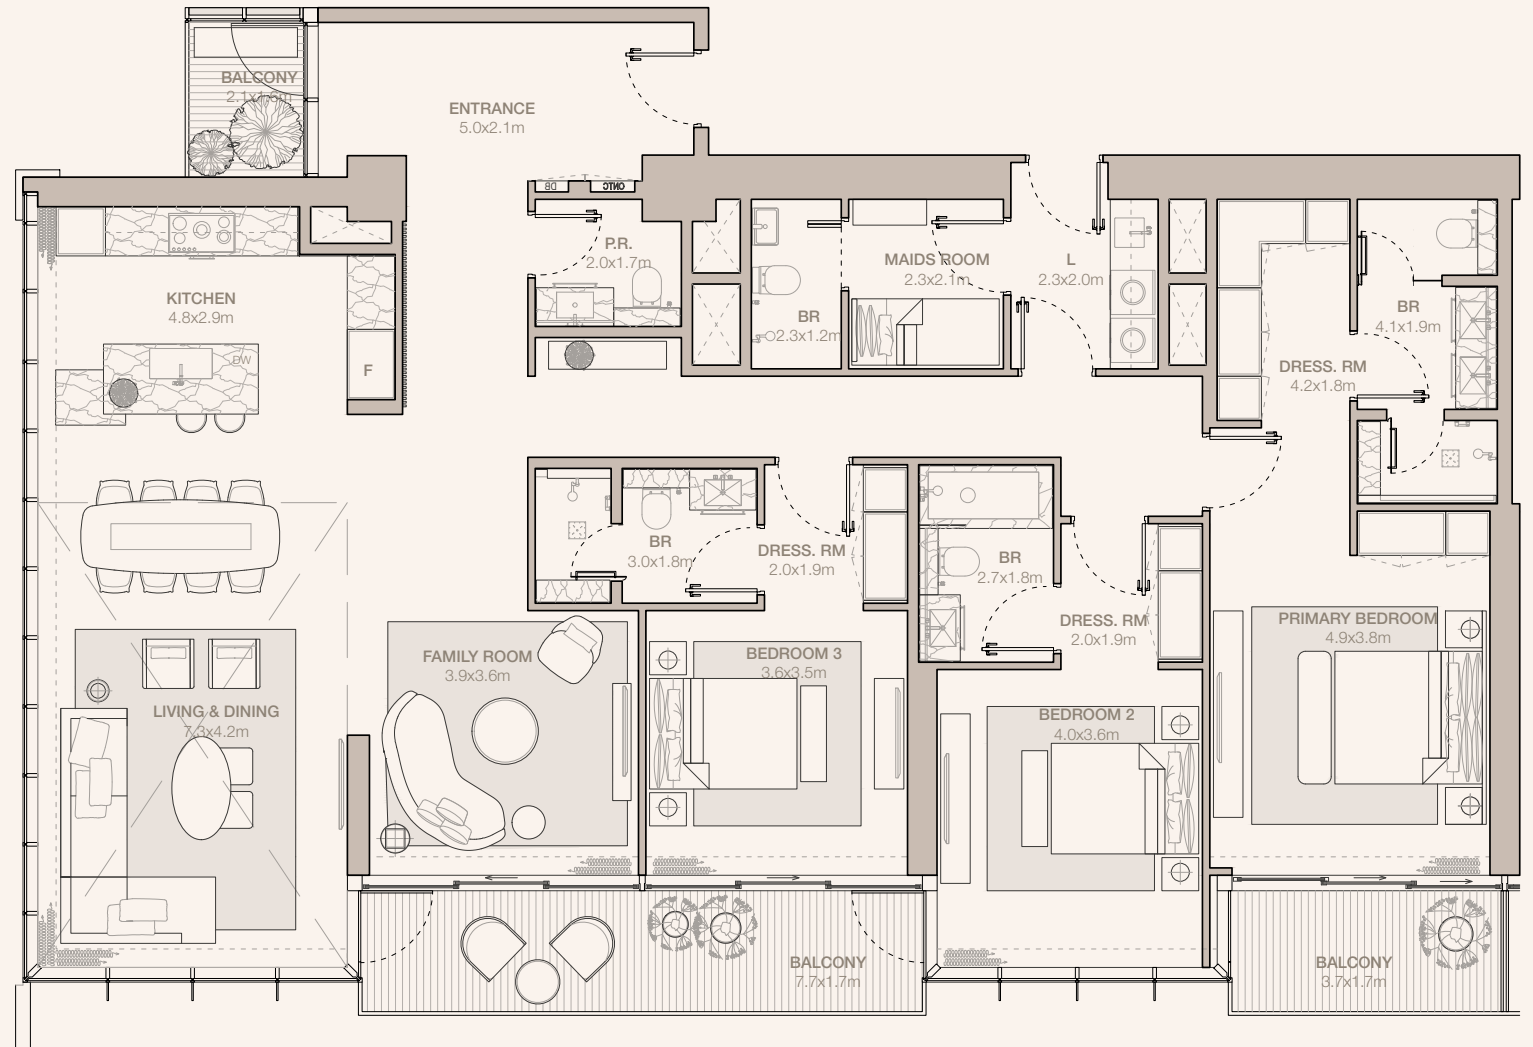 BALCONY
2.1x1.6m
ENTRANCE
5.0x2.1m
DB
ONTC
P.R.
2.0x1.7m
MAIDS ROOM
2.3x2.1m
L
2.3x2.0m
KITCHEN
4.8x2.9m
BR
2.3x1.2m
BR
4.1x1.9m
DW
F
DRESS. RM
4.2x1.8m
BR
3.0x1.8m
DRESS. RM
2.0x1.9m
BR
2.7x1.8m
DRESS. RM
2.0x1.9m
PRIMARY BEDROOM
4.9x3.8m
FAMILY ROOM
3.9x3.6m
BEDROOM 3
3.6x3.5m
LIVING & DINING
7.3x4.2m
BEDROOM 2
4.0x3.6m
BALCONY
7.7x1.7m
BALCONY
3.7x1.7m